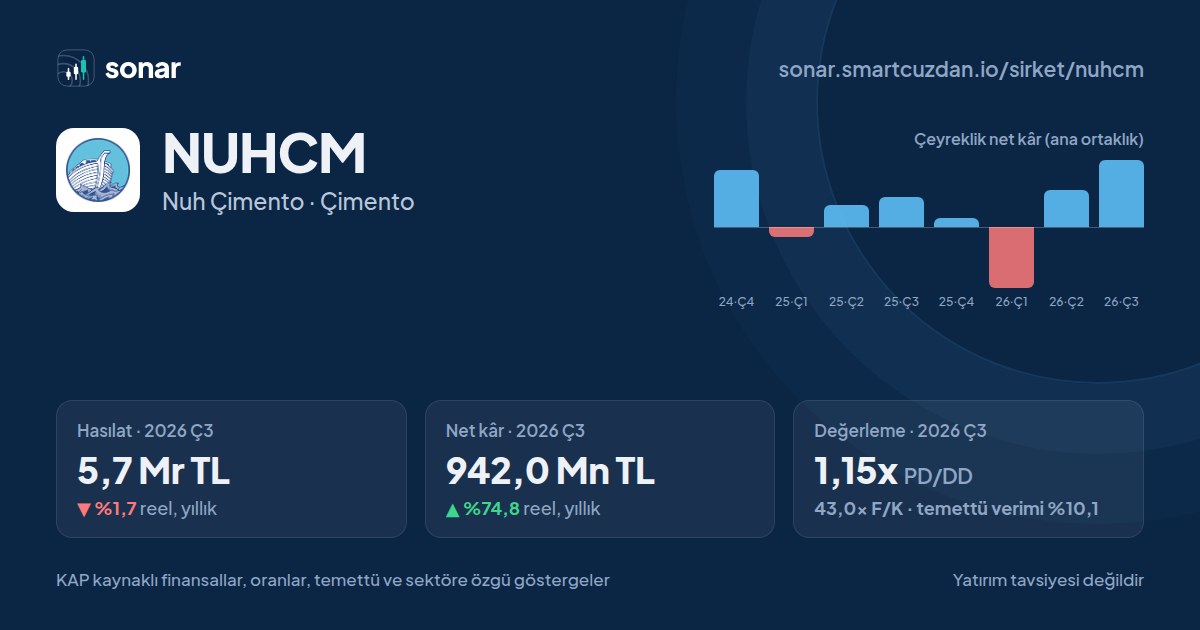 sonar
sonar.smartcuzdan.io/sirket/nuhcm
NUHCM
Nuh Çimento · Çimento
Çeyreklik net kâr (ana ortaklık)
24·Ç4 25·Ç1 25·Ç2 25·Ç3 25·Ç4 26·Ç1 26·Ç2 26·Ç3
Hasılat · 2026 Ç3
5,7 Mr TL
▼ %1,7 reel, yıllık
Net kâr · 2026 Ç3
942,0 Mn TL
▲ %74,8 reel, yıllık
Değerleme · 2026 Ç3
1,15x PD/DD
43,0× F/K · temettü verimi %10,1
KAP kaynaklı finansallar, oranlar, temettü ve sektöre özgü göstergeler
Yatırım tavsiyesi değildir